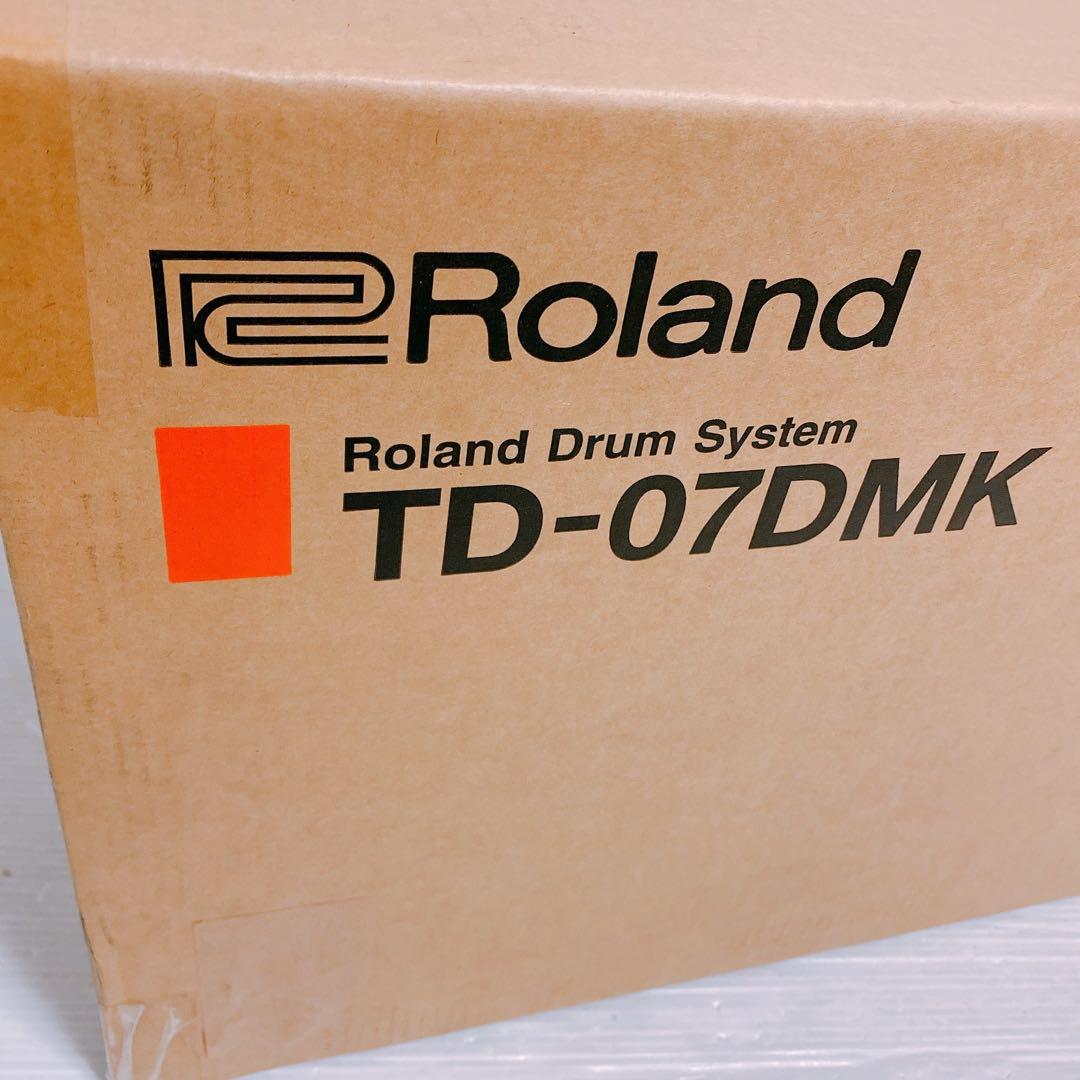 Roland
Roland Drum System
TD-07DMK